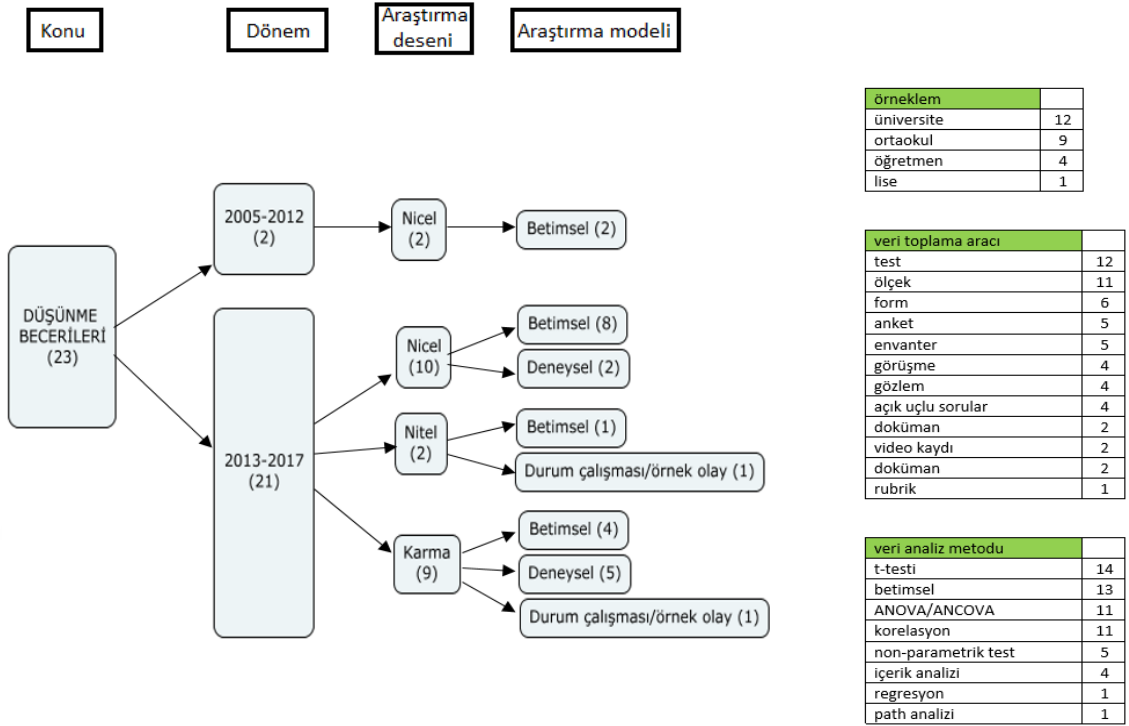 Konu
Dönem
Araştırma
deseni
Araştırma modeli
DÜŞÜNME
BECERİLERİ
(23)
2005-2012
(2)
Nicel
(2)
Betimsel (2)
2013-2017
(21)
Nicel
(10)
Betimsel (8)
Deneysel (2)
Nitel
(2)
Betimsel (1)
Durum çalışması/örnek olay (1)
Karma
(9)
Betimsel (4)
Deneysel (5)
Durum çalışması/örnek olay (1)
örneklem
üniversite 12
ortaokul 9
öğretmen 4
lise 1
veri toplama aracı
test 12
ölçek 11
form 6
anket 5
envanter 5
görüşme 4
gözlem 4
açık uçlu sorular 4
doküman 2
video kaydı 2
doküman 2
rubrik 1
veri analiz metodu
t-testi 14
betimsel 13
ANOVA/ANCOVA 11
korelasyon 11
non-parametrik test 5
içerik analizi 4
regresyon 1
path analizi 1